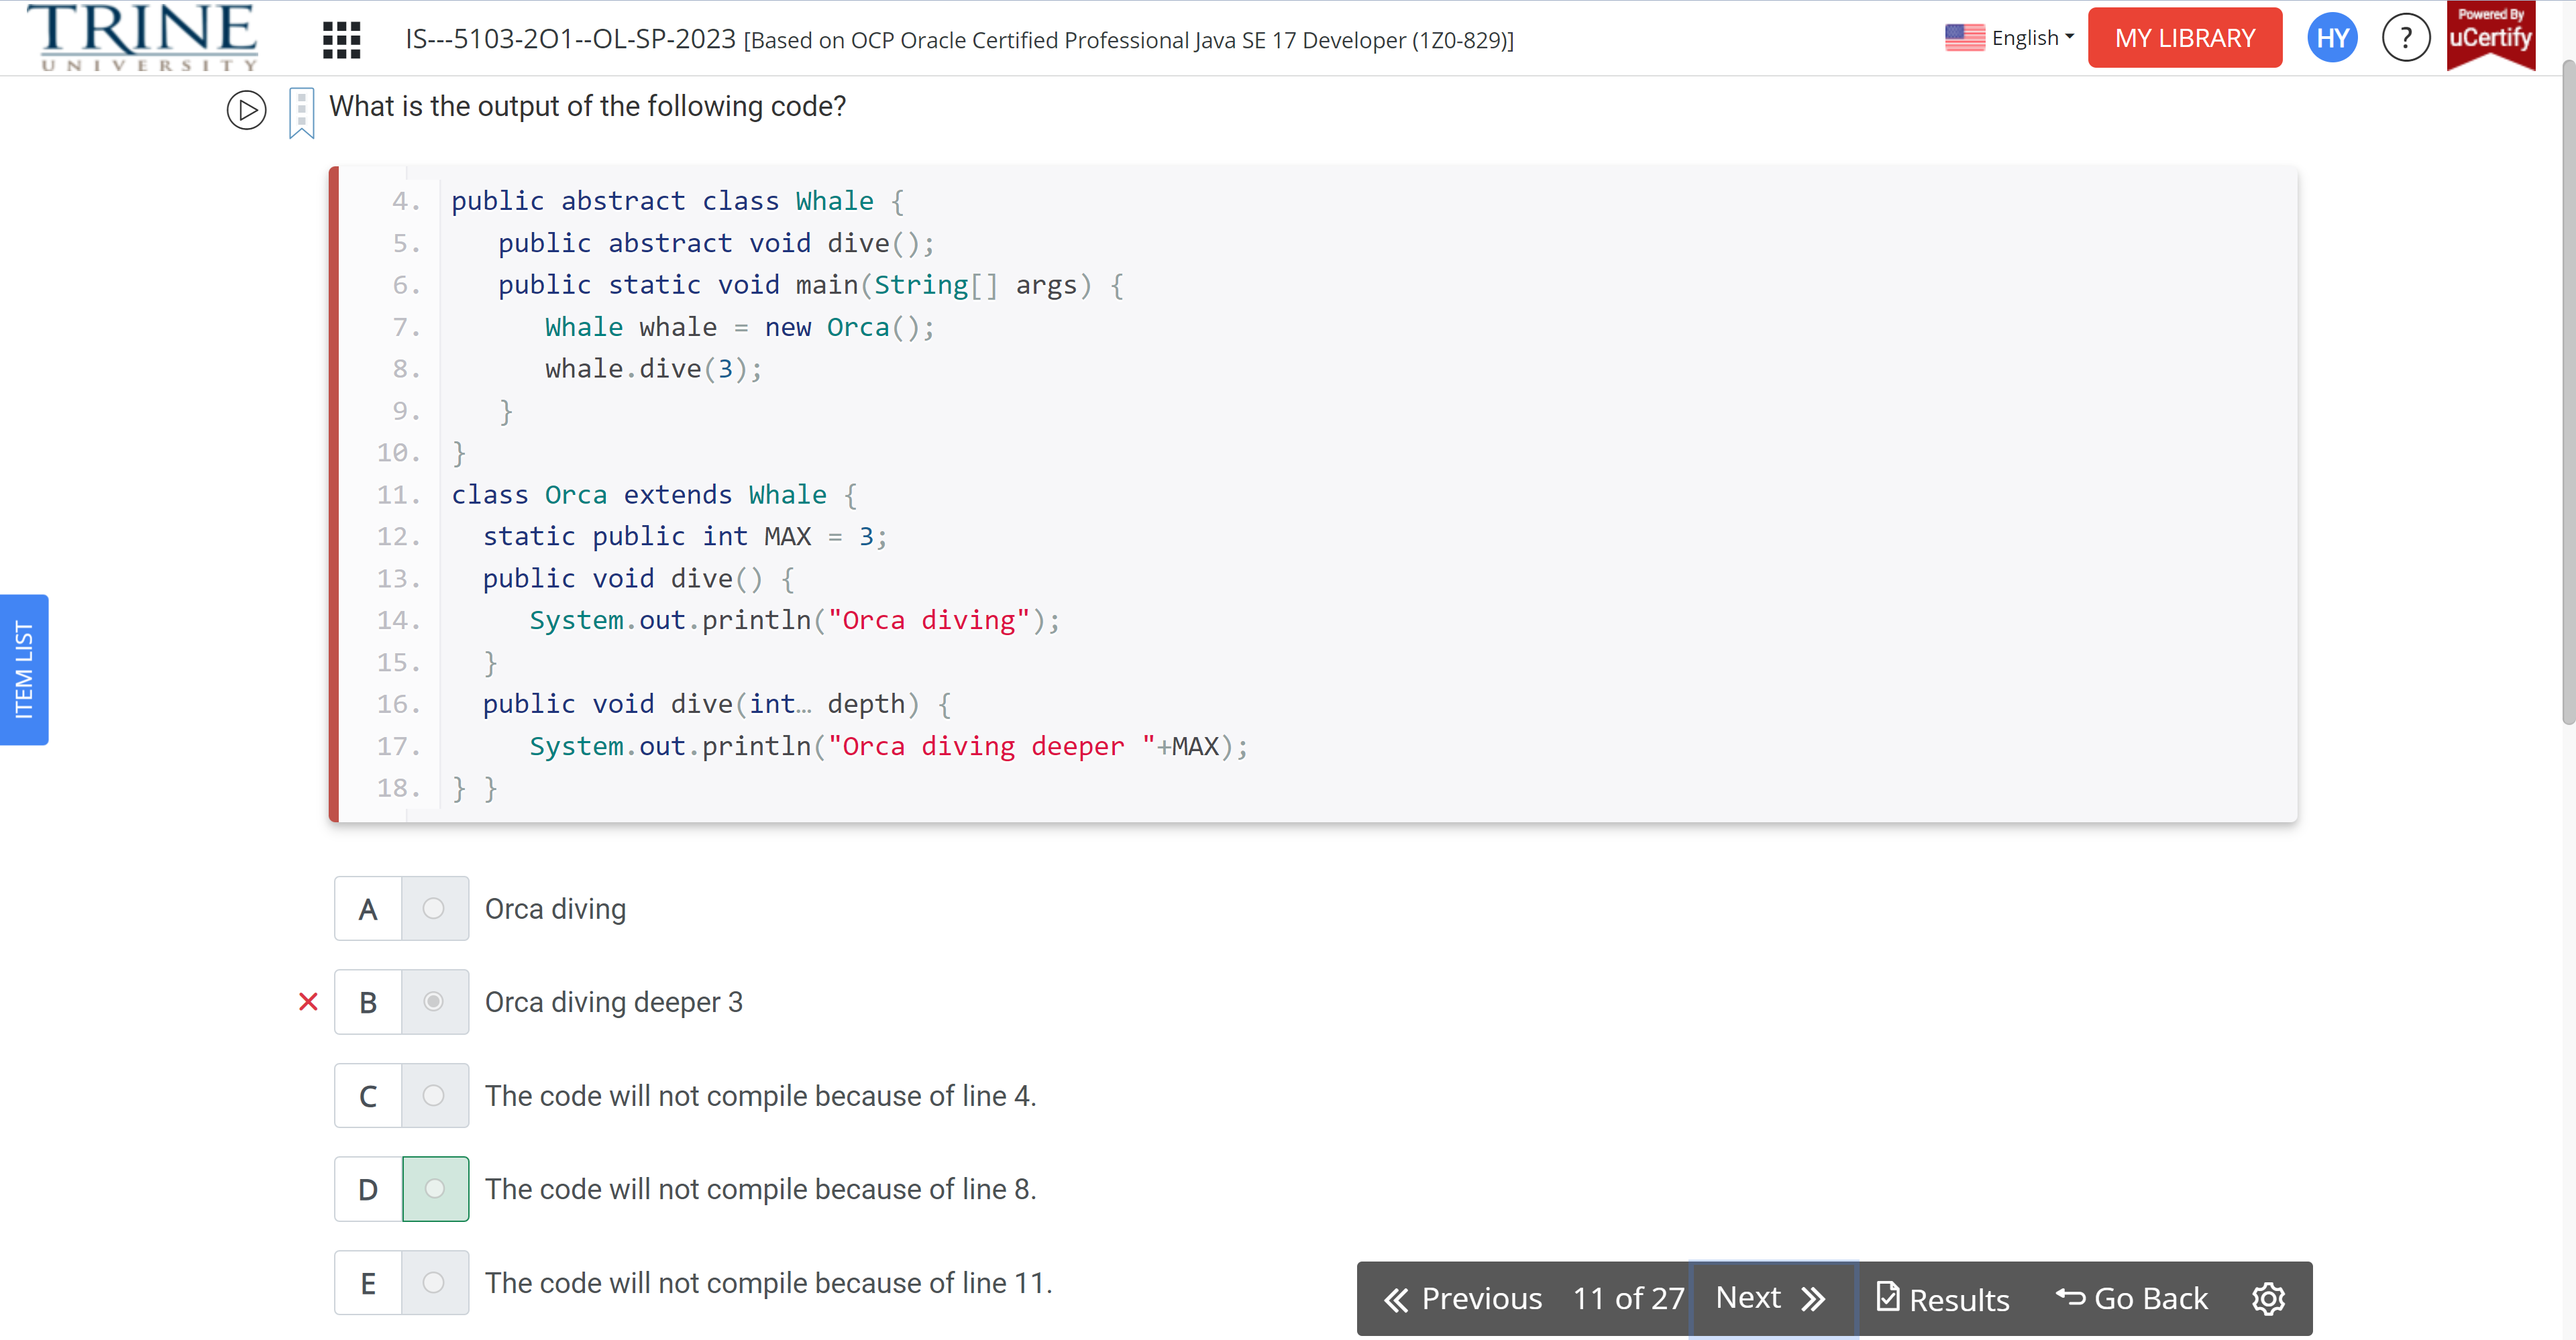 TRINE
UNIVERSITY
IS---5103-2O1--OL-SP-2023 [Based on OCP Oracle Certified Professional Java SE 17 Developer (1Z0-829)]
English
MY LIBRARY
HY
?
Powered By
uCertify
What is the output of the following code?
4. public abstract class Whale {
5. public abstract void dive();
6. public static void main(String[] args) {
7. Whale whale = new Orca();
8. whale.dive(3);
9. }
10. }
11. class Orca extends Whale {
12. static public int MAX = 3;
13. public void dive() {
14. System.out.println("Orca diving");
15. }
16. public void dive(int… depth) {
17. System.out.println("Orca diving deeper "+MAX);
18. } }
ITEM LIST
A Orca diving
B Orca diving deeper 3
C The code will not compile because of line 4.
D The code will not compile because of line 8.
E The code will not compile because of line 11.
Previous 11 of 27 Next Results Go Back